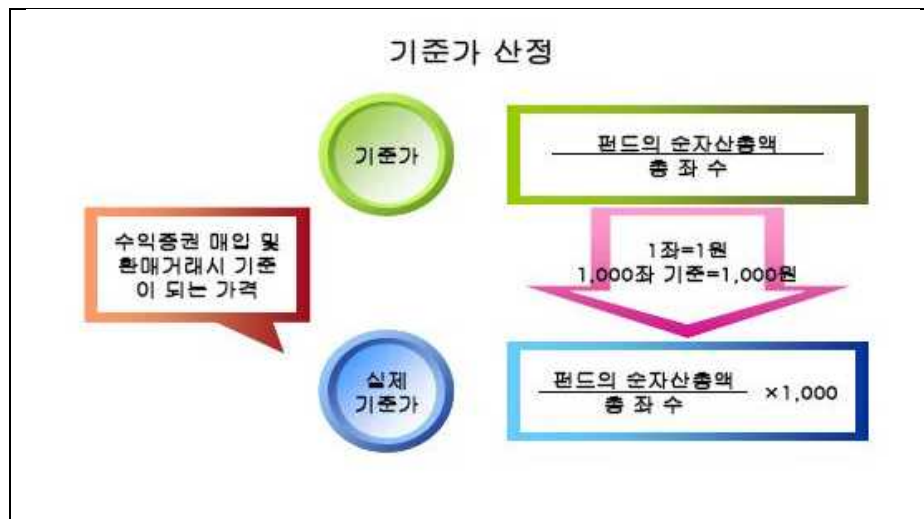 기준가 산정
기준가
펀드의 순자산총액
총 좌 수
수익증권 매입 및
환매거래시 기준
이 되는 가격
1좌=1원
1,000좌 기준=1,000원
실제
기준가
펀드의 순자산총액
총 좌 수
×1,000